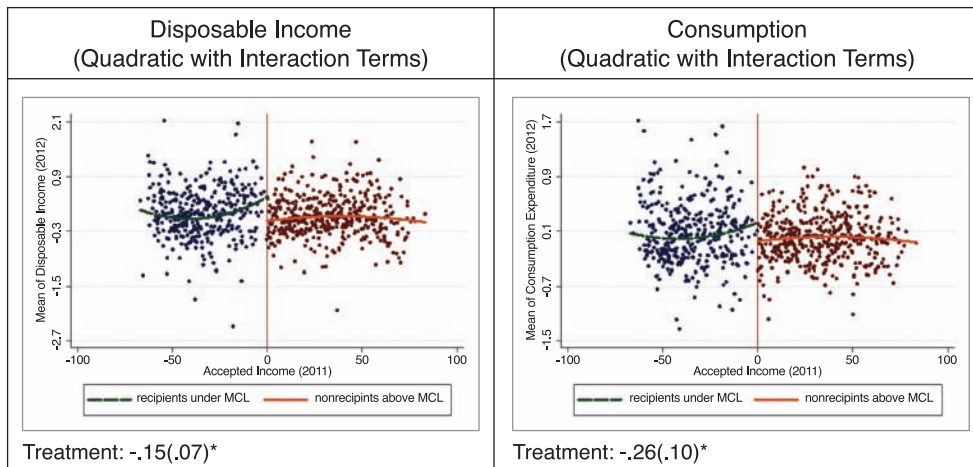 Disposable Income
(Quadratic with Interaction Terms)
Mean of Disposable Income (2012)
2.1
0.9
-0.3
-1.5
-2.7
-100
-50
0
50
100
Accepted Income (2011)
recipients under MCL
nonrecipints above MCL
Treatment: -.15(.07)*
Consumption
(Quadratic with Interaction Terms)
Mean of Consumption Expenditure (2012)
1.7
0.9
0.1
-0.7
-1.5
-100
-50
0
50
100
Accepted Income (2011)
recipients under MCL
nonrecipints above MCL
Treatment: -.26(.10)*